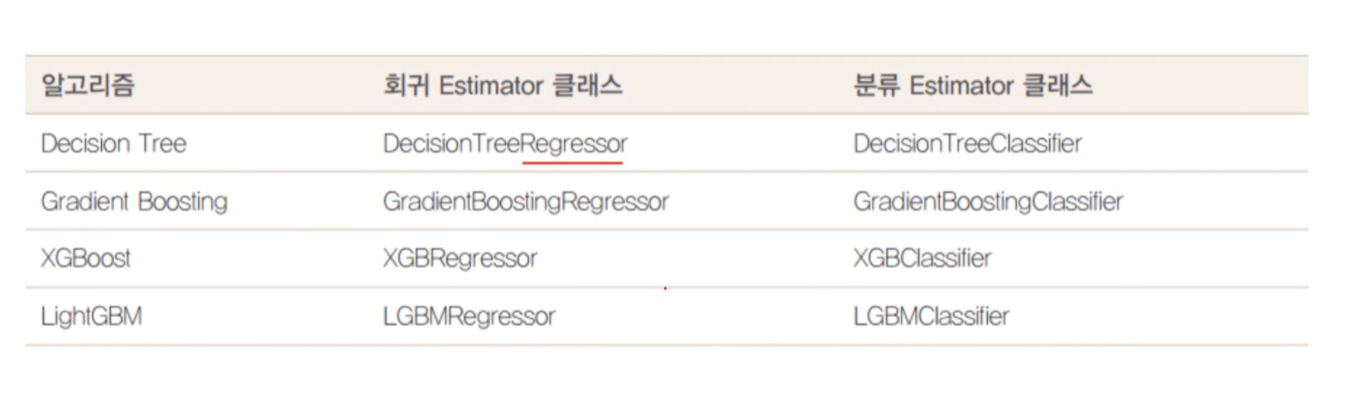 알고리즘 회귀 Estimator 클래스 분류 Estimator 클래스
Decision Tree DecisionTreeRegressor DecisionTreeClassifier
Gradient Boosting GradientBoostingRegressor GradientBoostingClassifier
XGBoost XGBRegressor XGBClassifier
LightGBM LGBMRegressor LGBMClassifier